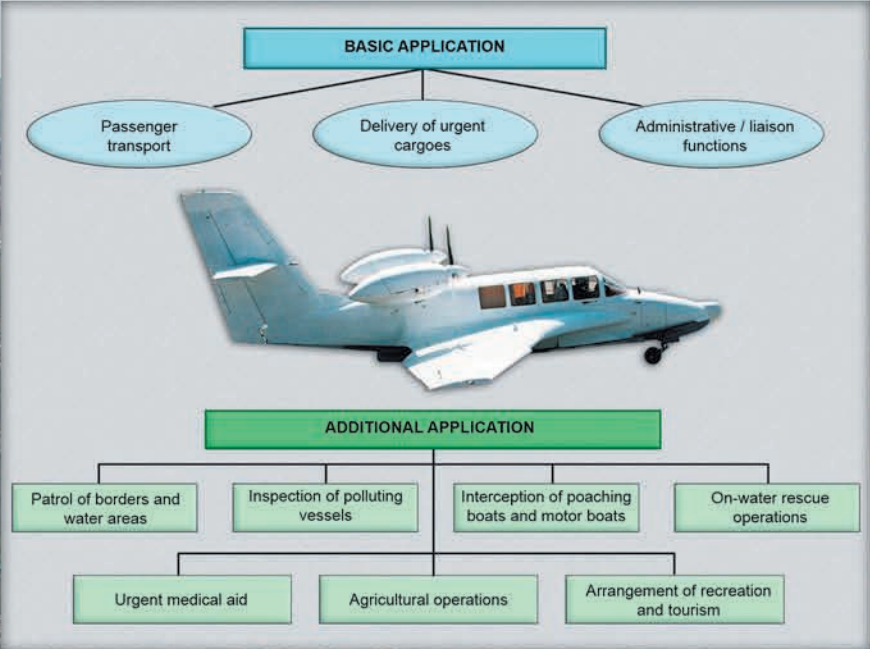 BASIC APPLICATION
Passenger
transport
Delivery of urgent
cargoes
Administrative / liaison
functions
ADDITIONAL APPLICATION
Patrol of borders and
water areas
Inspection of polluting
vessels
Interception of poaching
boats and motor boats
On-water rescue
operations
Urgent medical aid
Agricultural operations
Arrangement of recreation
and tourism